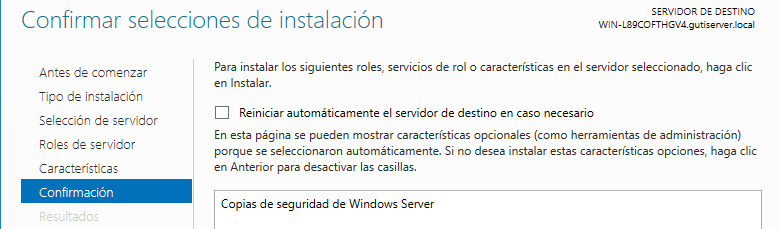 Confirmar selecciones de instalación
SERVIDOR DE DESTINO
WIN-L89COFTHGV4.gutiserver.local
Antes de comenzar
Tipo de instalación
Selección de servidor
Roles de servidor
Características
Confirmación
Resultados
Para instalar los siguientes roles, servicios de rol o características en el servidor seleccionado, haga clic
en Instalar.
Reiniciar automáticamente el servidor de destino en caso necesario
En esta página se pueden mostrar características opcionales (como herramientas de administración)
porque se seleccionaron automáticamente. Si no desea instalar estas características opciones, haga clic
en Anterior para desactivar las casillas.
Copias de seguridad de Windows Server